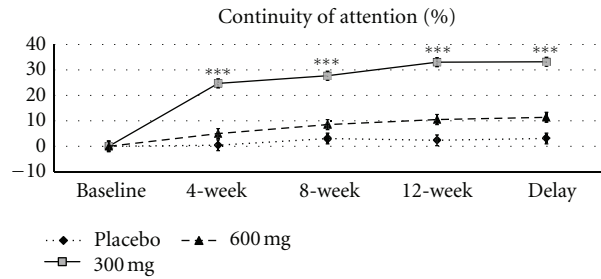 Continuity of attention (%)
40
30
20
10
0
−10
***
***
***
***
Baseline 4-week 8-week 12-week Delay
Placebo 600 mg
300 mg